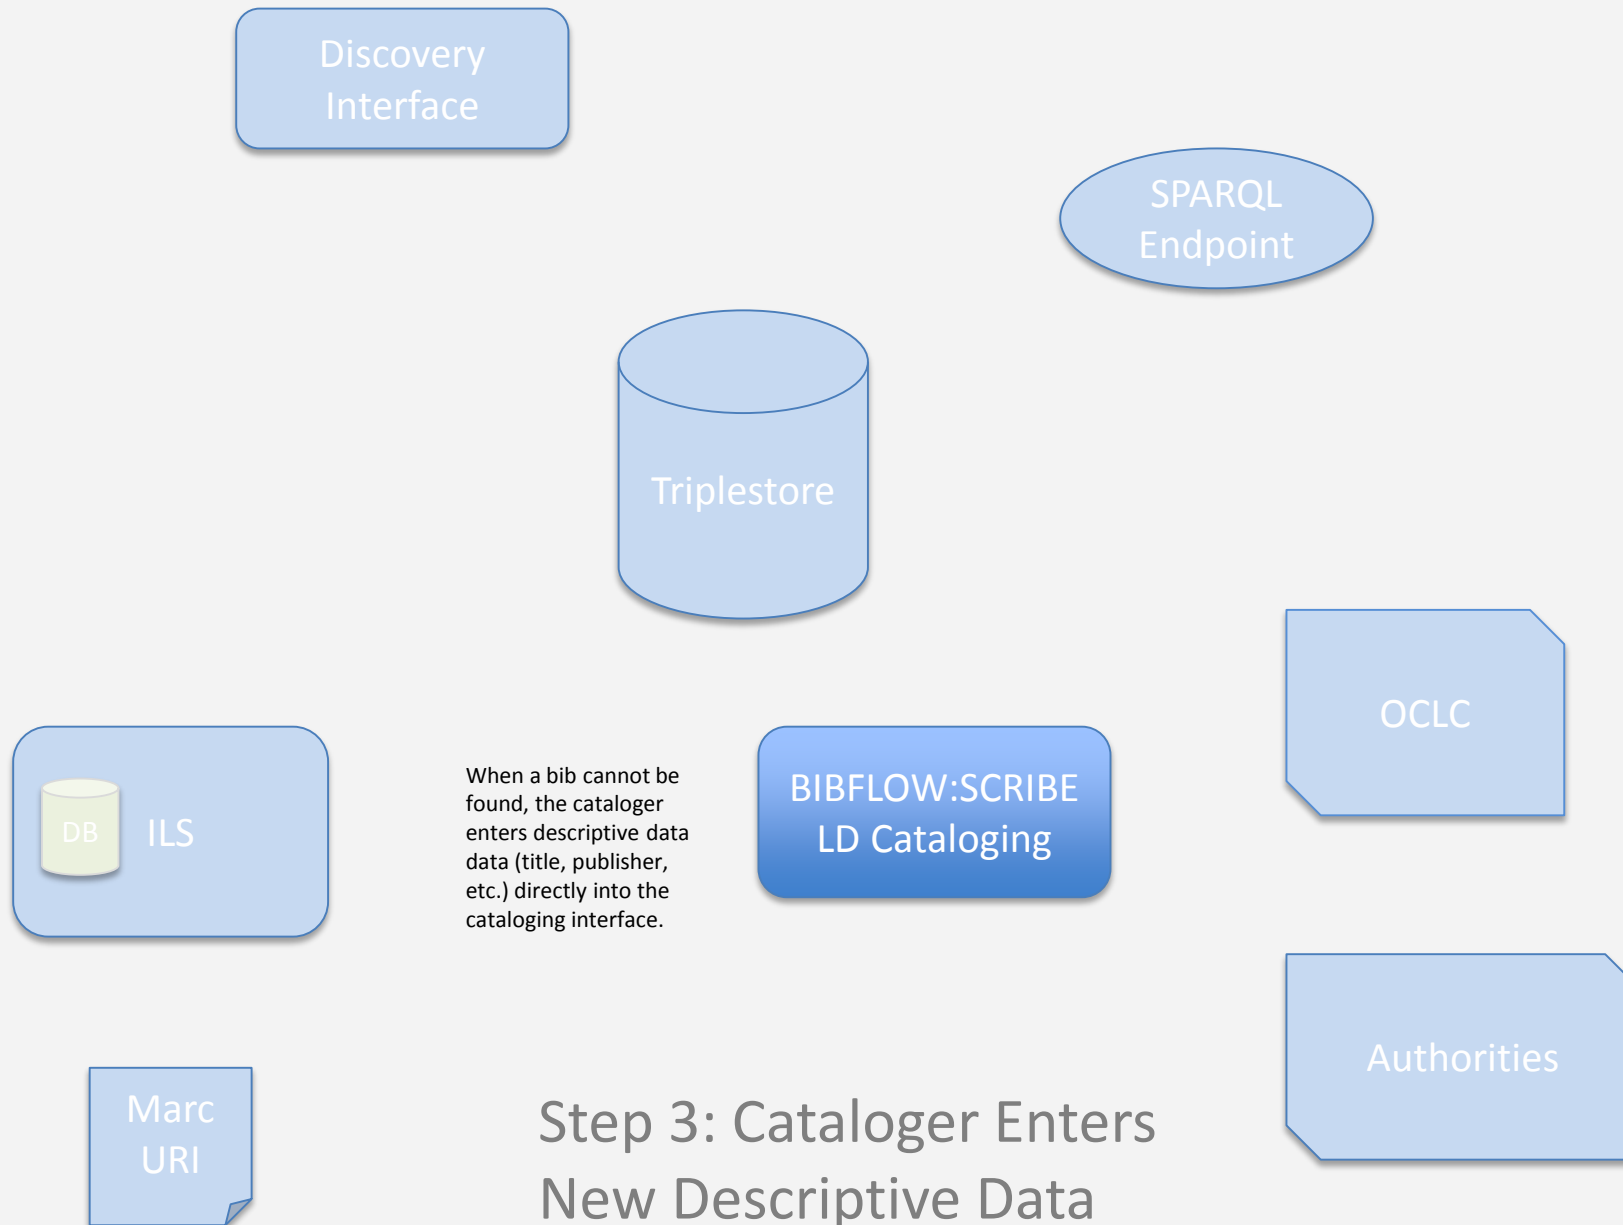 Discovery
Interface
SPARQL
Endpoint
Triplestore
OCLC
DB
ILS
When a bib cannot be
found, the cataloger
enters descriptive data
data (title, publisher,
etc.) directly into the
cataloging interface.
BIBFLOW:SCRIBE
LD Cataloging
Authorities
Marc
URI
Step 3: Cataloger Enters
New Descriptive Data